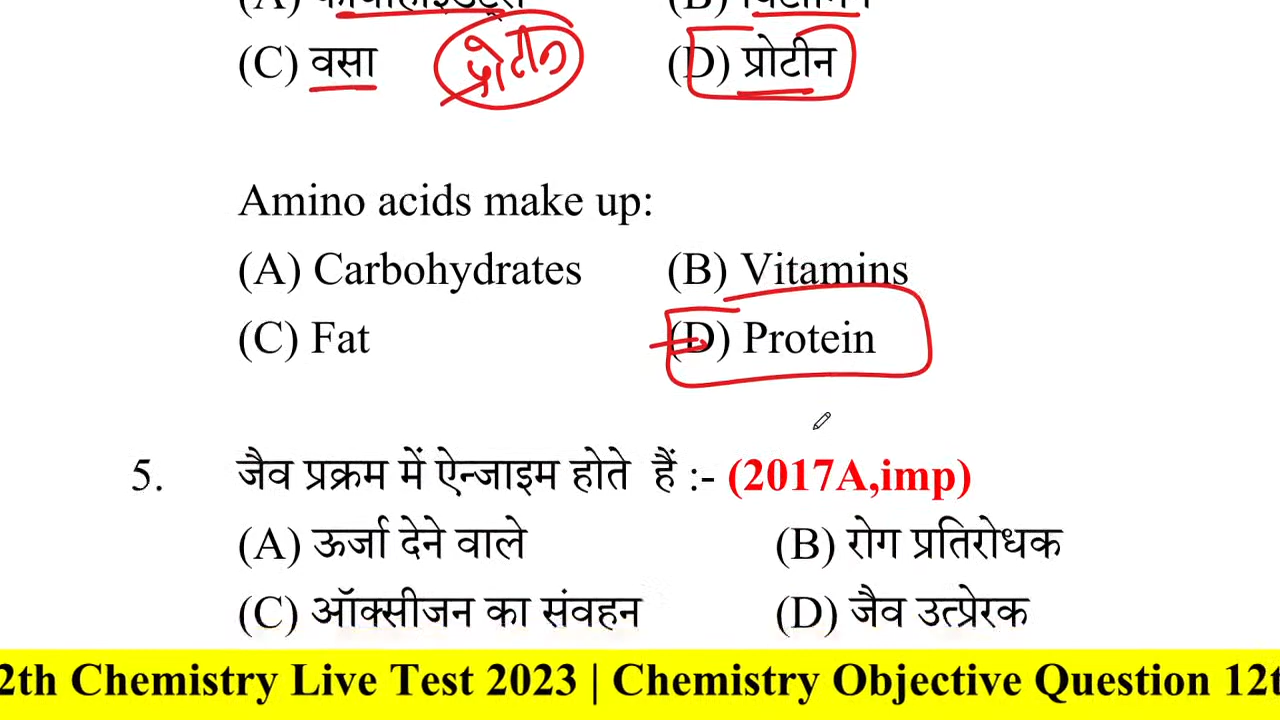 (A) कार्बोहाइड्रेट्स (B) विटामिन
(C) वसा प्रोटीन (D) प्रोटीन
Amino acids make up:
(A) Carbohydrates (B) Vitamins
(C) Fat (D) Protein
5. जैव प्रक्रम में ऐन्जाइम होते हैं :- (2017A,imp)
(A) ऊर्जा देने वाले (B) रोग प्रतिरोधक
(C) ऑक्सीजन का संवहन (D) जैव उत्प्रेरक
2th Chemistry Live Test 2023 | Chemistry Objective Question 12t